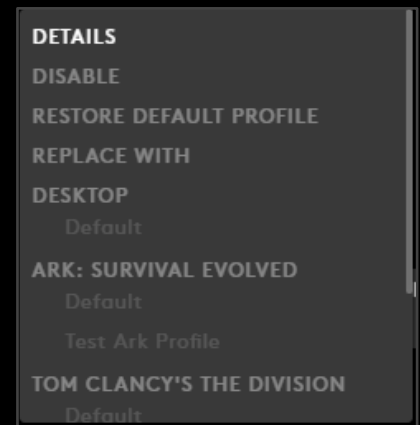 DETAILS
DISABLE
RESTORE DEFAULT PROFILE
REPLACE WITH
DESKTOP
Default
ARK: SURVIVAL EVOLVED
Default
Test Ark Profile
TOM CLANCY'S THE DIVISION
Default